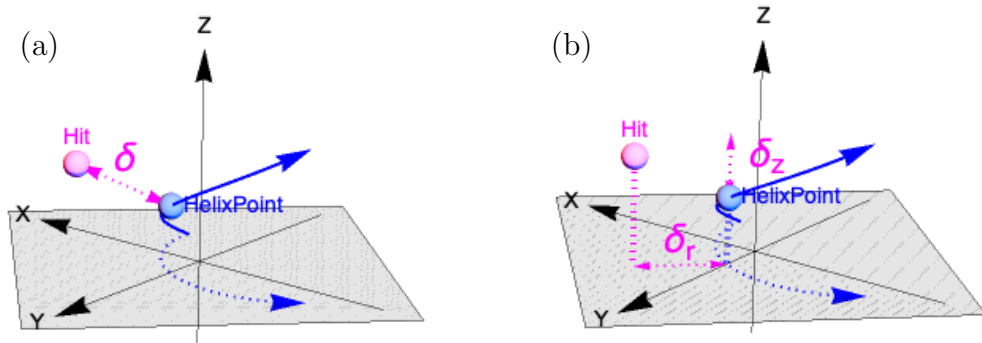 (a)
Z
Hit
δ
HelixPoint
X
Y
(b)
Z
Hit
δz
HelixPoint
X
δr
Y